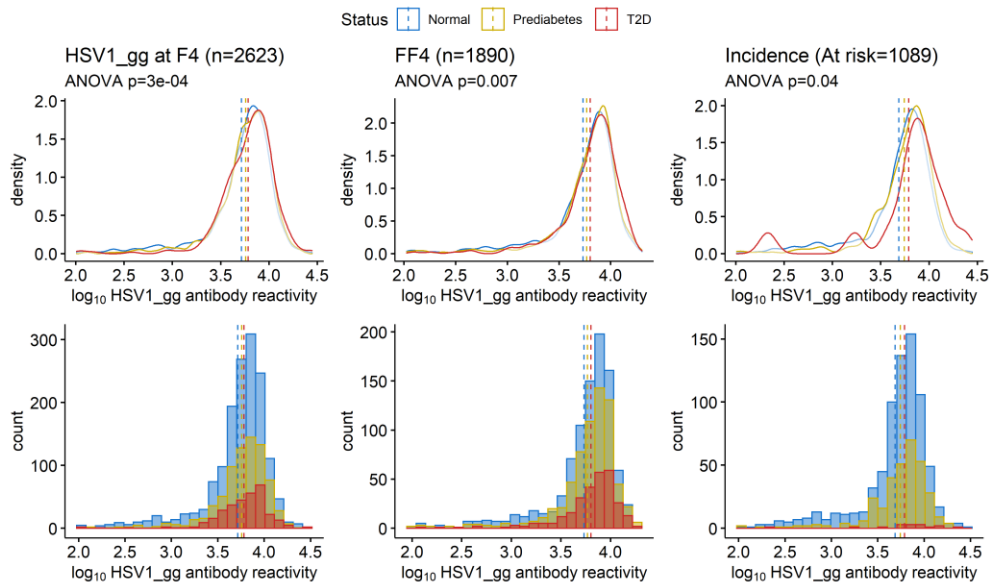 Status Normal Prediabetes T2D
HSV1_gg at F4 (n=2623)
ANOVA p=3e-04
2.0
1.5
1.0
0.5
0.0
density
2.0 2.5 3.0 3.5 4.0 4.5
log10 HSV1_gg antibody reactivity
FF4 (n=1890)
ANOVA p=0.007
2.0
1.5
1.0
0.5
0.0
density
2.0 2.5 3.0 3.5 4.0
log10 HSV1_gg antibody reactivity
Incidence (At risk=1089)
ANOVA p=0.04
2.0
1.5
1.0
0.5
0.0
density
2.0 2.5 3.0 3.5 4.0 4.5
log10 HSV1_gg antibody reactivity
300
200
100
0
count
2.0 2.5 3.0 3.5 4.0 4.5
log10 HSV1_gg antibody reactivity
200
150
100
50
0
count
2.0 2.5 3.0 3.5 4.0
log10 HSV1_gg antibody reactivity
150
100
50
0
count
2.0 2.5 3.0 3.5 4.0 4.5
log10 HSV1_gg antibody reactivity